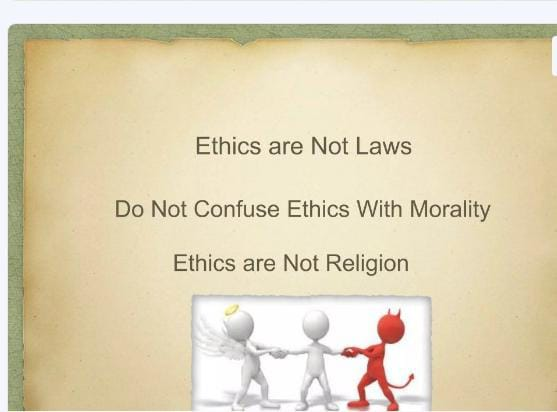 Ethics are Not Laws
Do Not Confuse Ethics With Morality
Ethics are Not Religion